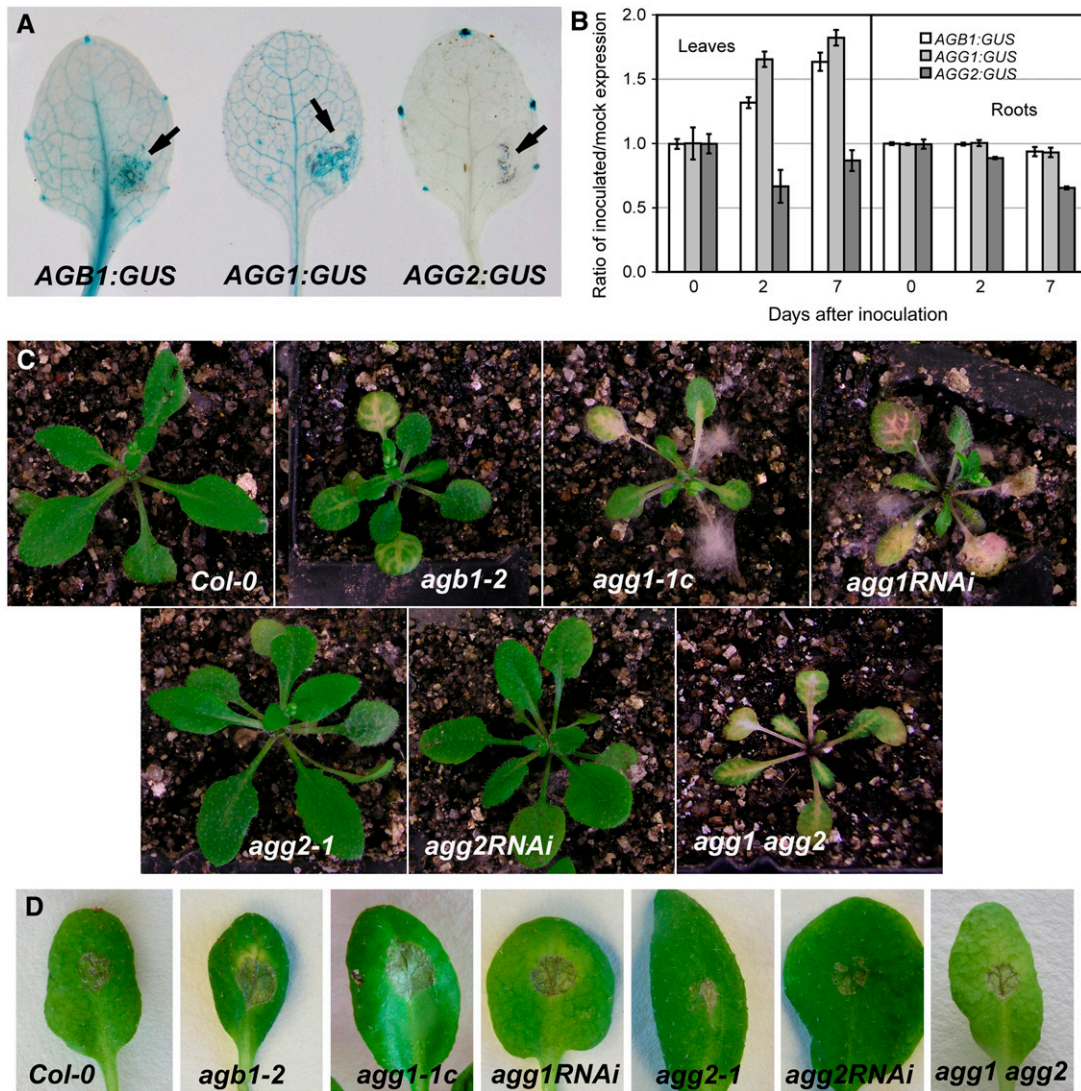 A
AGB1:GUS
AGG1:GUS
AGG2:GUS
B
Ratio of inoculated/mock expression
2.0
1.5
1.0
0.5
0.0
Leaves
AGB1:GUS
AGG1:GUS
AGG2:GUS
Roots
0 2 7 0 2 7
Days after inoculation
C
Col-0
agb1-2
agg1-1c
agg1RNAi
agg2-1
agg2RNAi
agg1 agg2
D
Col-0
agb1-2
agg1-1c
agg1RNAi
agg2-1
agg2RNAi
agg1 agg2